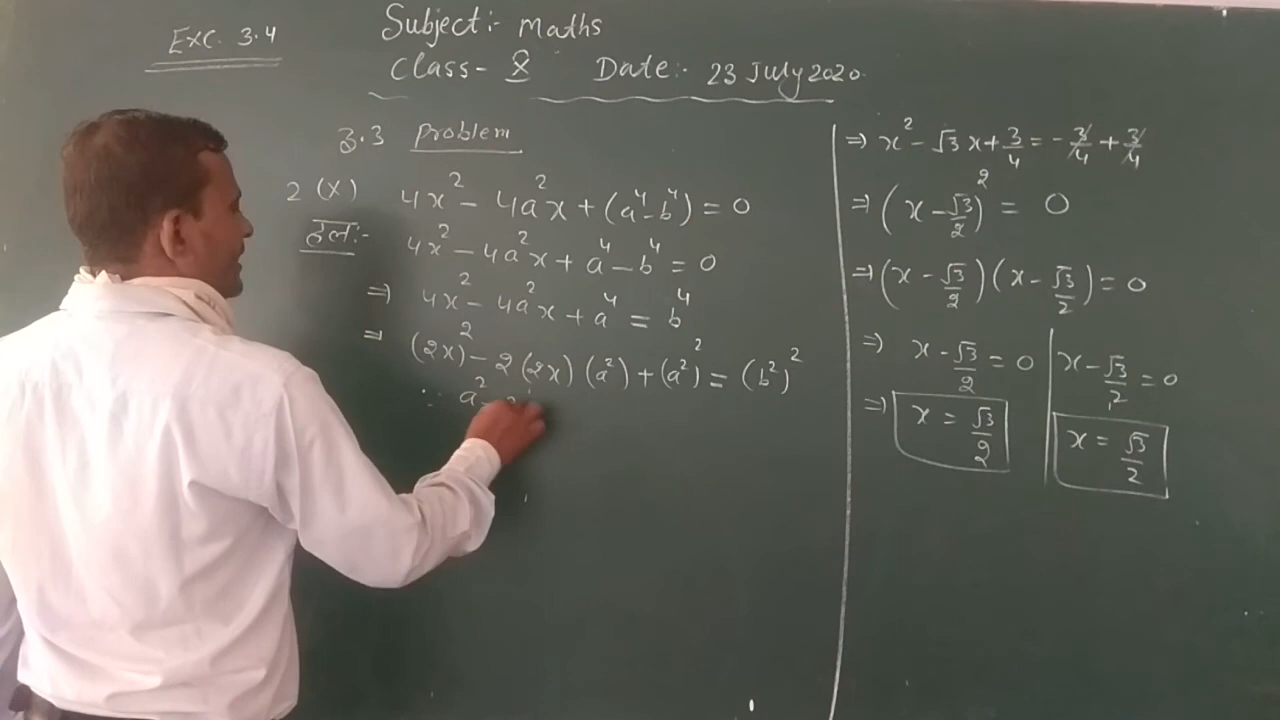 Exc. 3.4
Subject:- Maths
Class- X Date:- 23 July 2020
3.3 Problem
2 (x) 4x² - 4a²x + (a⁴-b⁴) = 0
हल:- 4x² - 4a²x + a⁴ - b⁴ = 0
⇒ 4x² - 4a²x + a⁴ = b⁴
⇒ (2x)² - 2(2x)(a²) + (a²)² = (b²)²
∵ a² -
⇒ x² - √3x + 3/4 = -3/4 + 3/4
⇒ (x - √3/2)² = 0
⇒ (x - √3/2)(x - √3/2) = 0
⇒ x - √3/2 = 0 x - √3/2 = 0
⇒ x = √3/2 x = √3/2